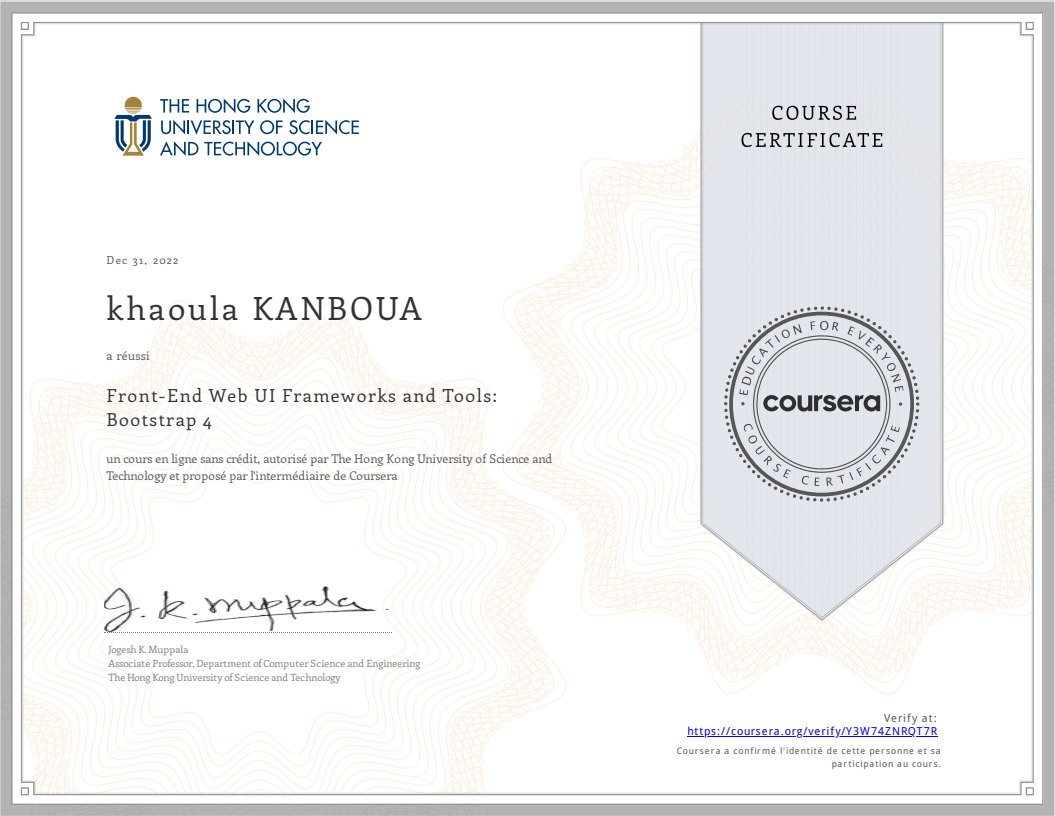 THE HONG KONG
UNIVERSITY OF SCIENCE
AND TECHNOLOGY
COURSE
CERTIFICATE
Dec 31, 2022
khaoula KANBOUA
a réussi
Front-End Web UI Frameworks and Tools:
Bootstrap 4
un cours en ligne sans crédit, autorisé par The Hong Kong University of Science and
Technology et proposé par l'intermédiaire de Coursera
EDUCATION FOR EVERYONE
coursera
COURSE CERTIFICATE
J. K. Muppala
Jogesh K. Muppala
Associate Professor, Department of Computer Science and Engineering
The Hong Kong University of Science and Technology
Verify at:
https://coursera.org/verify/Y3W74ZNRQT7R
Coursera a confirmé l'identité de cette personne et sa
participation au cours.